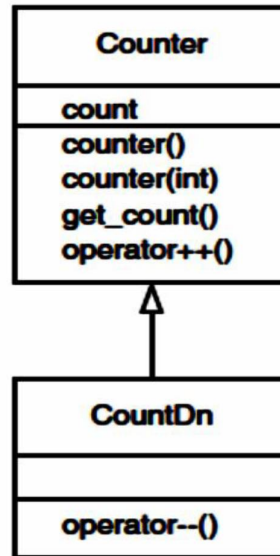 Counter
count
counter()
counter(int)
get_count()
operator++()
CountDn
operator--()